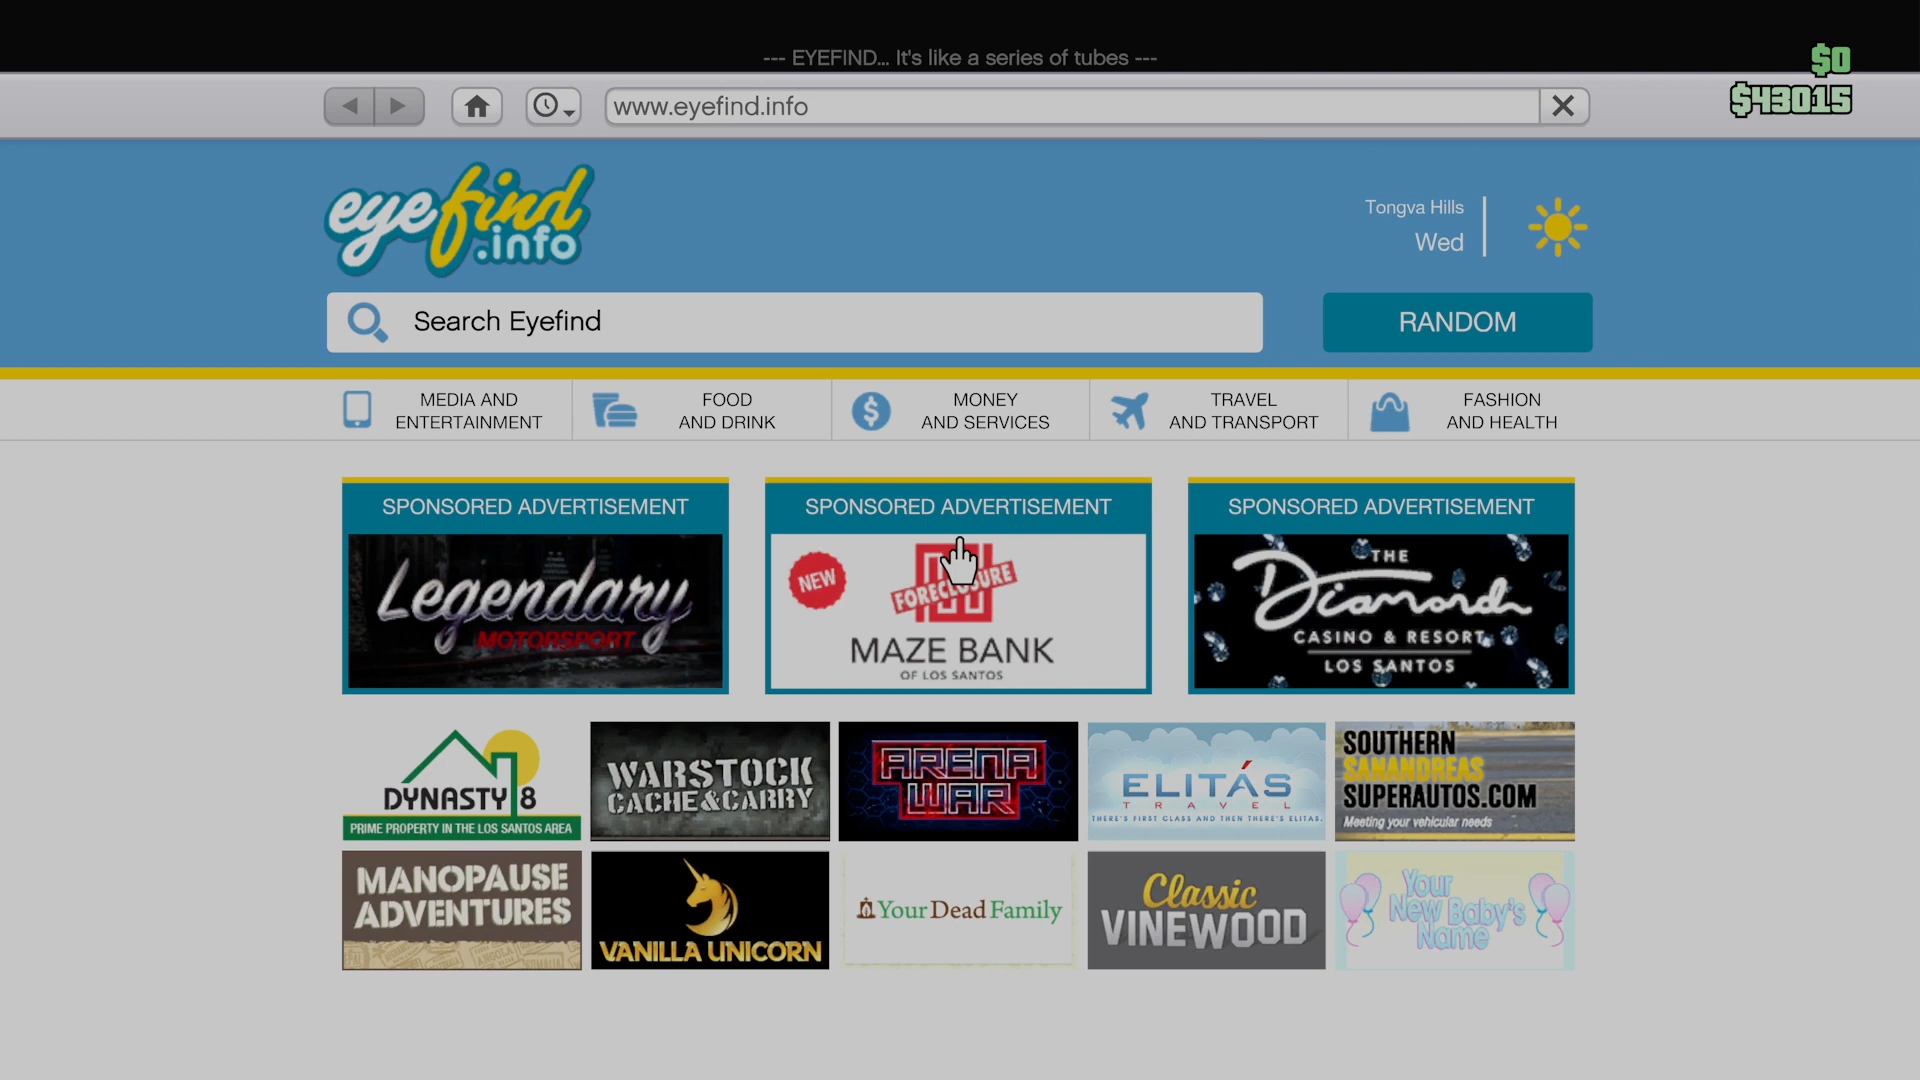 --- EYEFIND... It's like a series of tubes ---
$0
$43015
www.eyefind.info
eyefind
.info
Tongva Hills
Wed
Search Eyefind
RANDOM
MEDIA AND
ENTERTAINMENT
FOOD
AND DRINK
MONEY
AND SERVICES
TRAVEL
AND TRANSPORT
FASHION
AND HEALTH
SPONSORED ADVERTISEMENT
Legendary
MOTORSPORT
SPONSORED ADVERTISEMENT
NEW
FORECLOSURE
MAZE BANK
OF LOS SANTOS
SPONSORED ADVERTISEMENT
THE
Diamond
CASINO & RESORT
LOS SANTOS
DYNASTY 8
PRIME PROPERTY IN THE LOS SANTOS AREA
WARSTOCK
CACHE&CARRY
ARENA
WAR
ELITÁS
TRAVEL
THERE'S FIRST CLASS AND THEN THERE'S ELITAS.
SOUTHERN
SANANDREAS
SUPERAUTOS.COM
Meeting your vehicular needs
MANOPAUSE
ADVENTURES
VANILLA UNICORN
YourDeadFamily
Classic
VINEWOOD
Your
New Baby's
Name